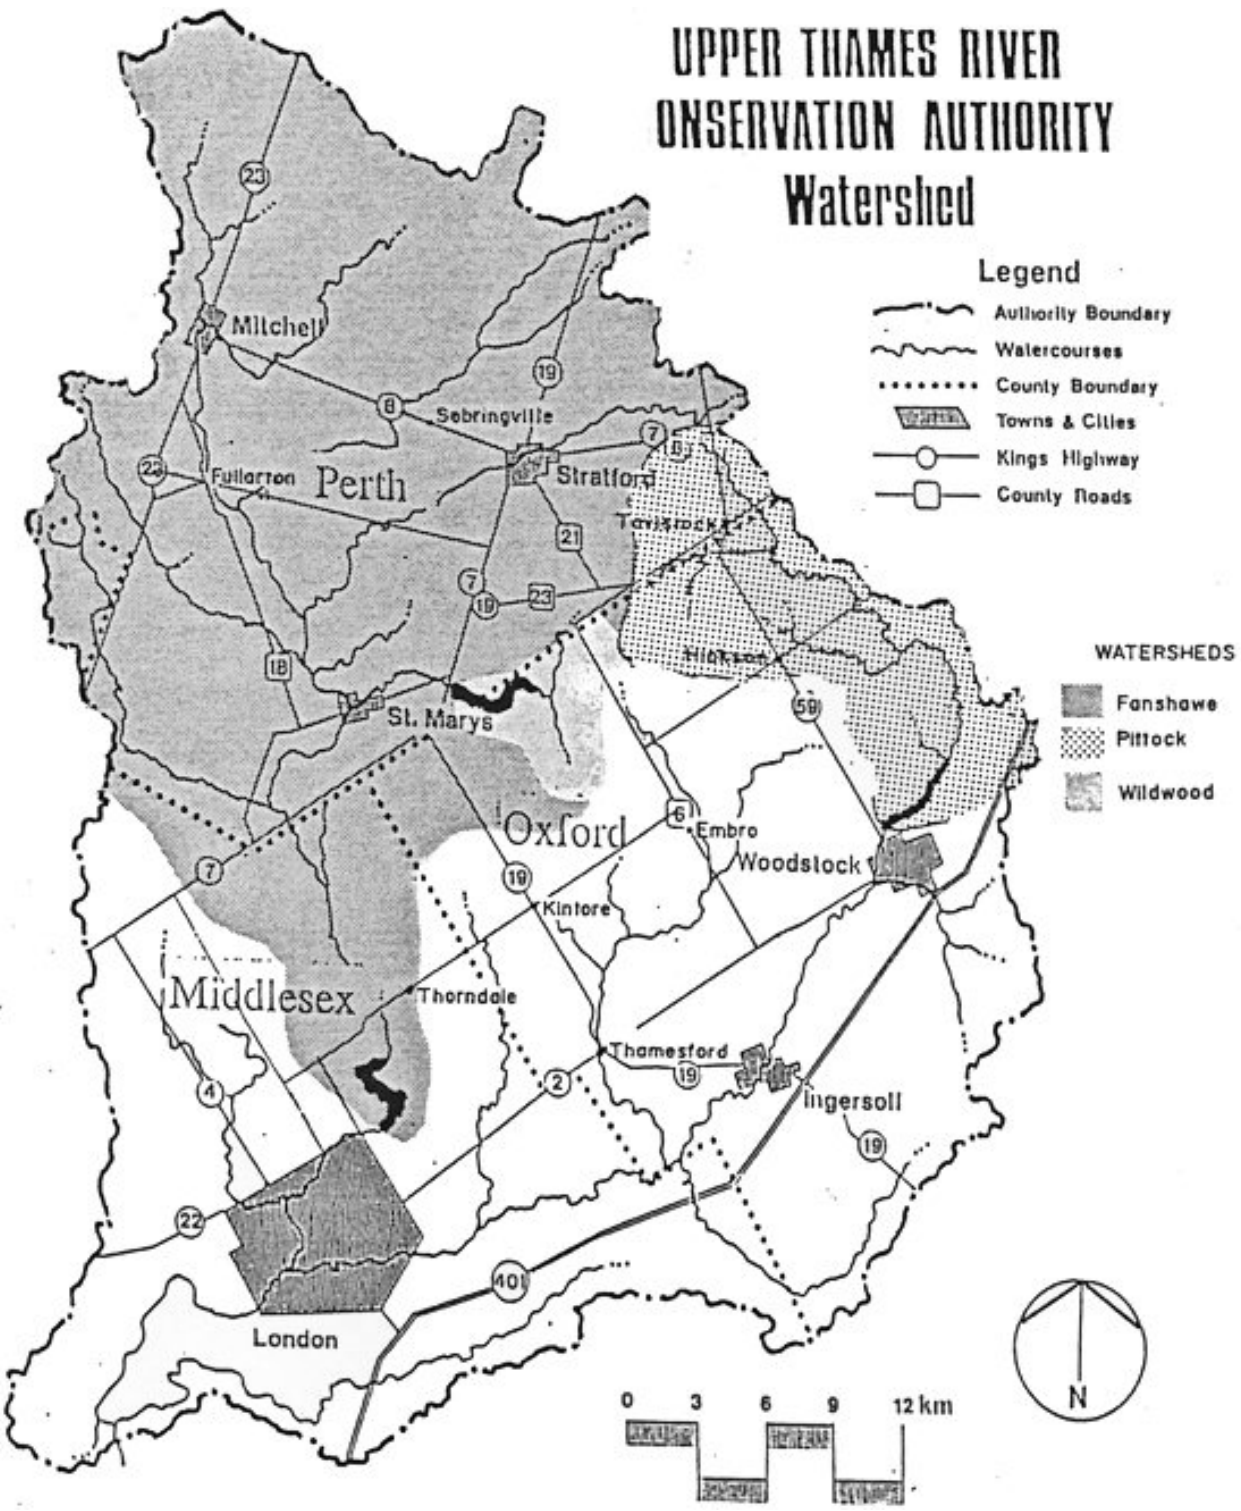 UPPER THAMES RIVER
ONSERVATION AUTHORITY
Watershed
Legend
Authority Boundary
Watercourses
County Boundary
Towns & Cities
Kings Highway
County Roads
WATERSHEDS
Fanshawe
Pittock
Wildwood
23
Mitchell
19
8
Sebringville
7
Stratford
23
Fullarton
Perth
21
Tavistock
7
19
23
18
Hickson
St. Marys
59
6
Embro
Oxford
Woodstock
7
19
Kintore
Middlesex
Thorndale
Thamesford
19
2
4
Ingersoll
19
22
401
London
0 3 6 9 12 km
N